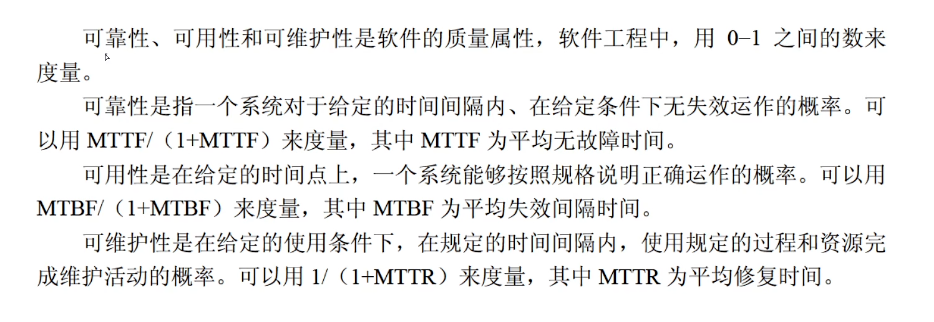 可靠性、可用性和可维护性是软件的质量属性，软件工程中，用 0–1 之间的数来
度量。
可靠性是指一个系统对于给定的时间间隔内、在给定条件下无失效运作的概率。可
以用 MTTF/（1+MTTF）来度量，其中 MTTF 为平均无故障时间。
可用性是在给定的时间点上，一个系统能够按照规格说明正确运作的概率。可以用
MTBF/（1+MTBF）来度量，其中 MTBF 为平均失效间隔时间。
可维护性是在给定的使用条件下，在规定的时间间隔内，使用规定的过程和资源完
成维护活动的概率。可以用 1/（1+MTTR）来度量，其中 MTTR 为平均修复时间。